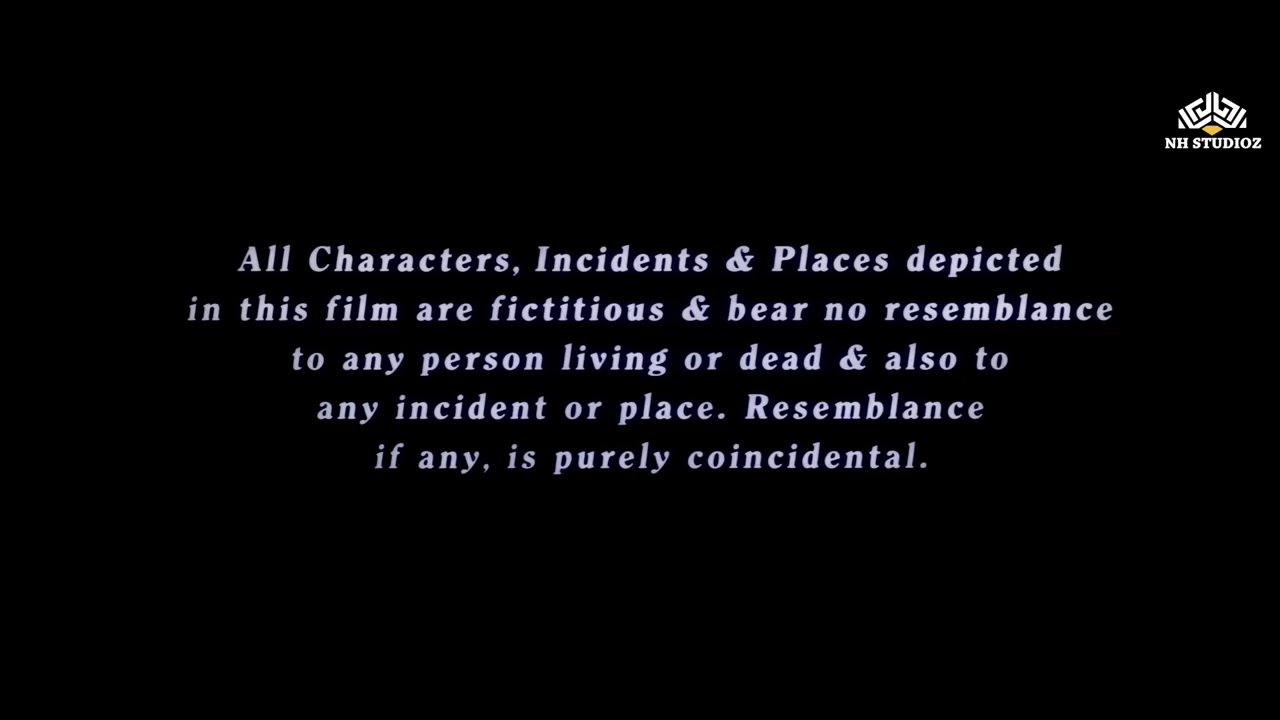 NH STUDIOZ
All Characters, Incidents & Places depicted
in this film are fictitious & bear no resemblance
to any person living or dead & also to
any incident or place. Resemblance
if any, is purely coincidental.